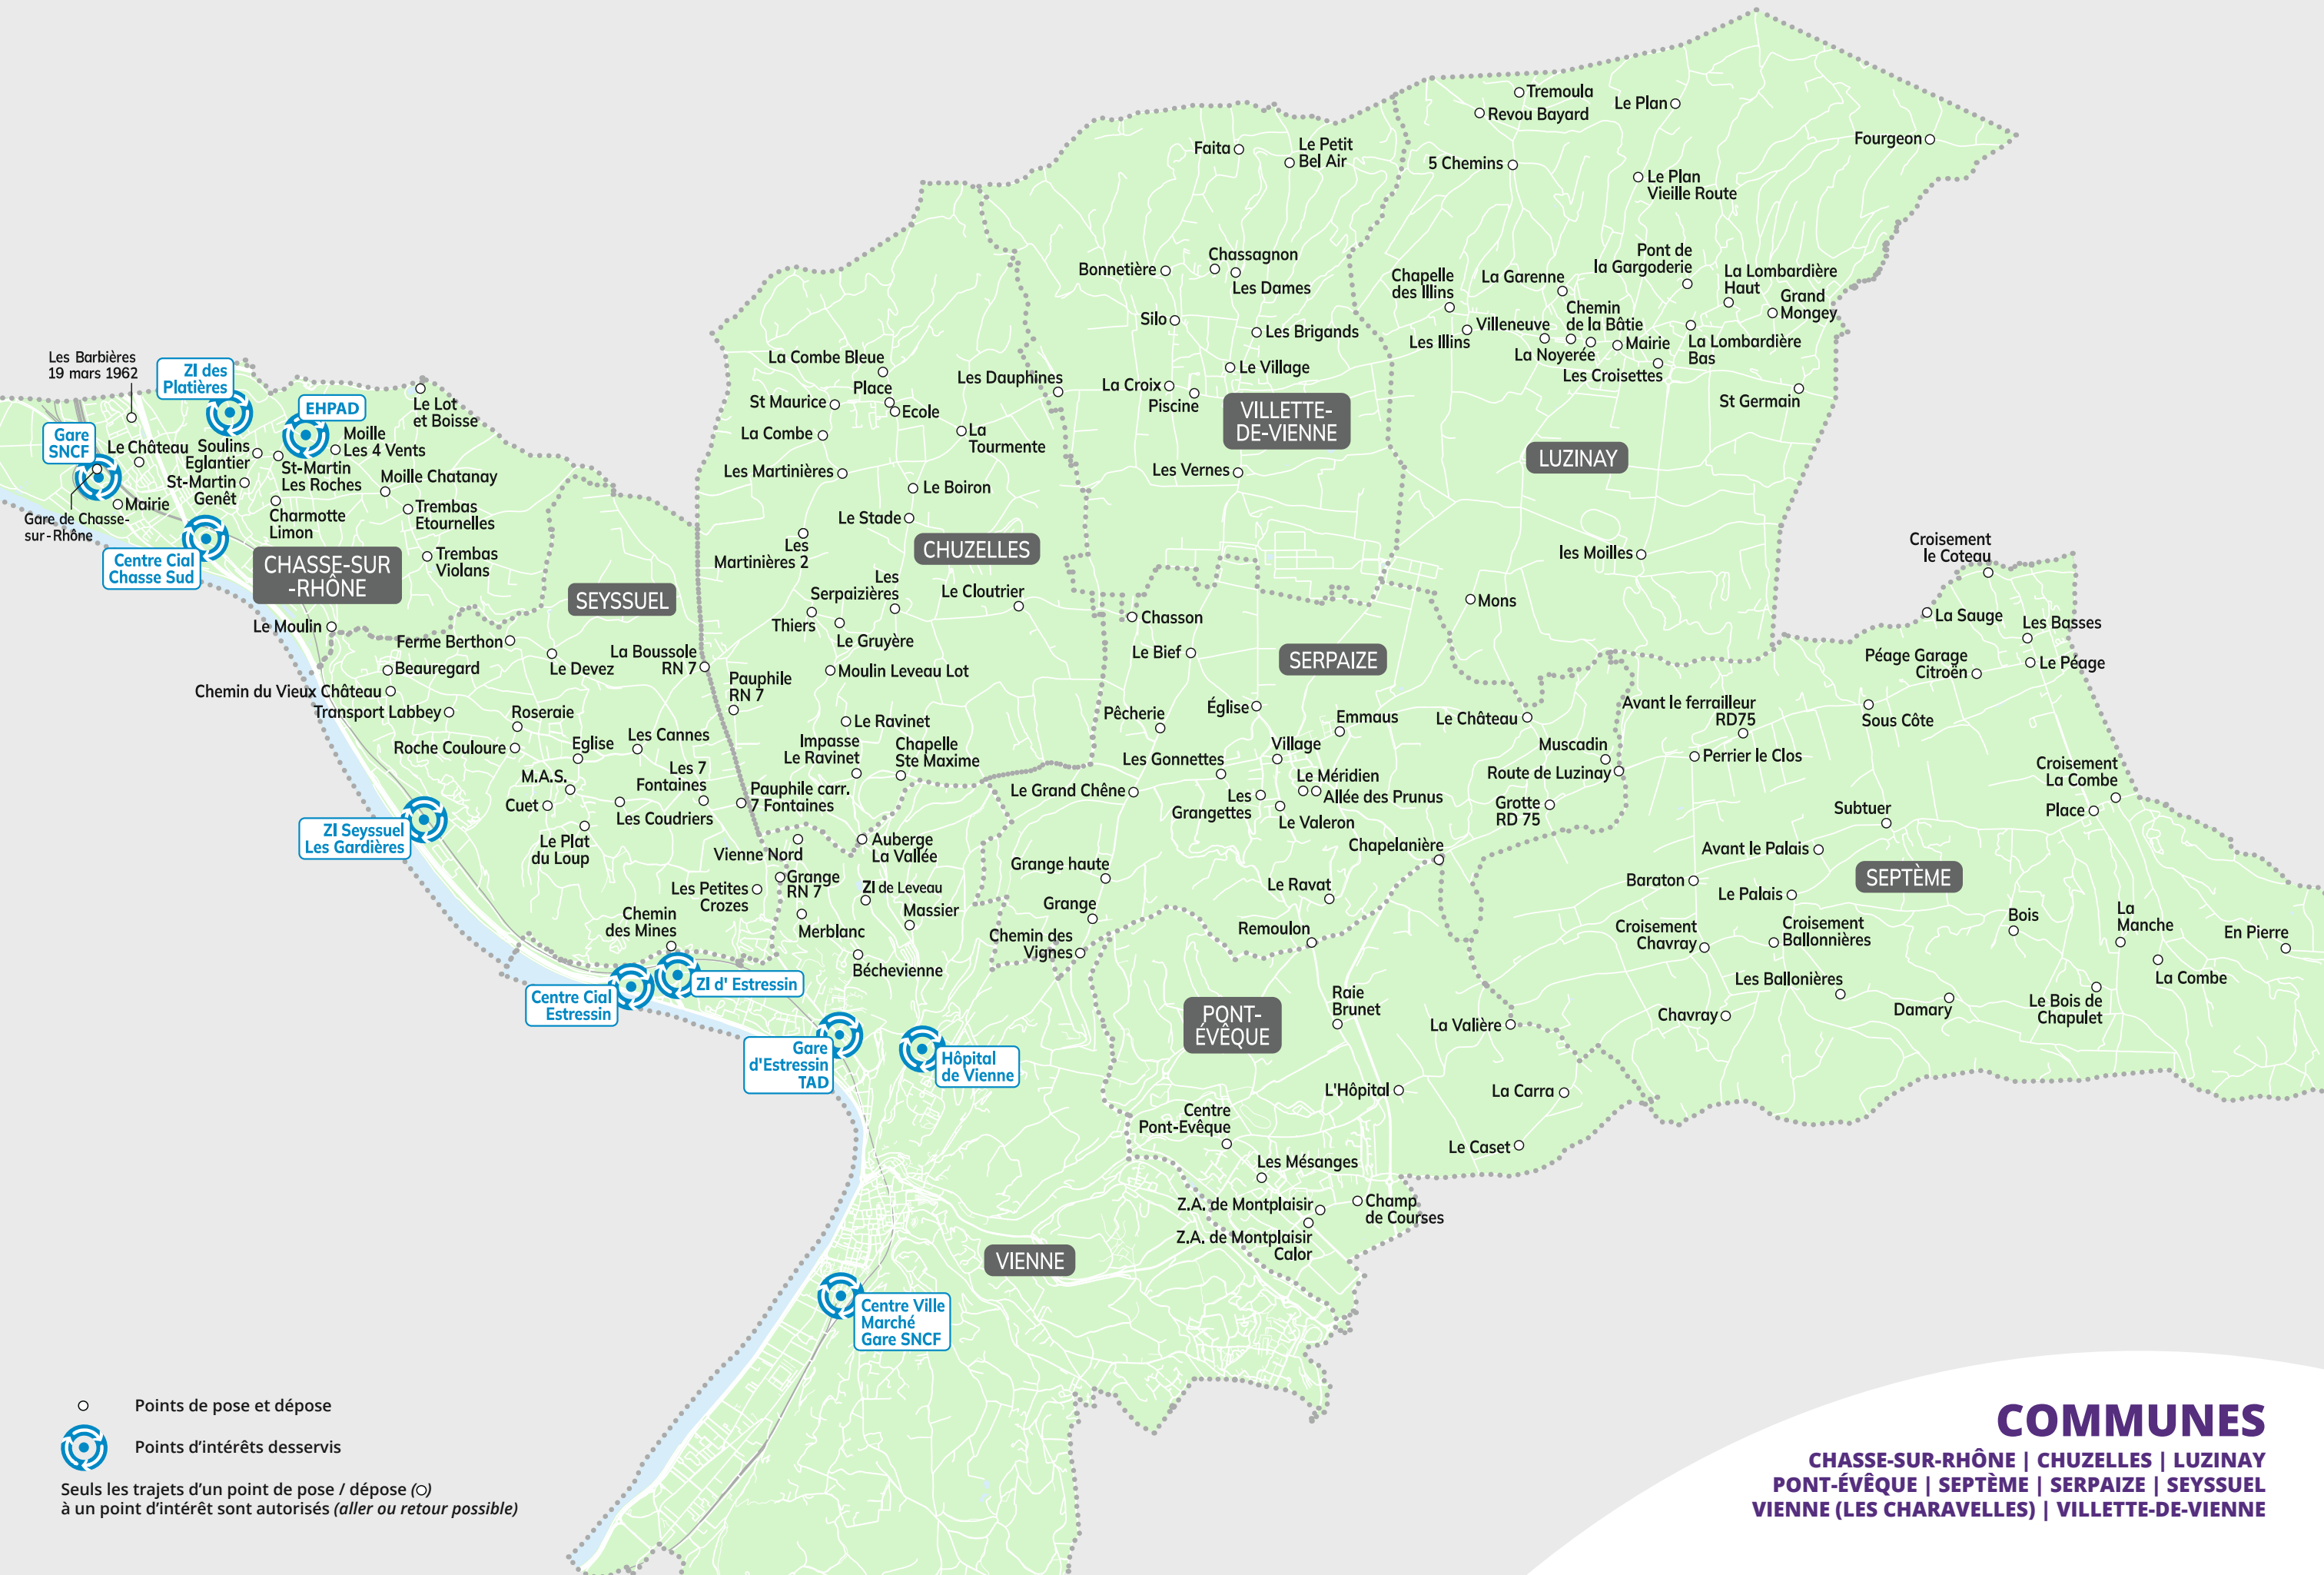 Tremoula
Revou Bayard
Le Plan
Fourgeon
5 Chemins
Le Plan
Vieille Route
Pont de
la Gargoderie
La Lombardière
Haut
Grand
Mongey
Chapelle
des Illins
La Garenne
Chemin
de la Bâtie
Villeneuve
Les Illins
La Noyerée
Mairie
La Lombardière
Bas
Les Croisettes
St Germain
LUZINAY
les Moilles
Mons
Le Château
Muscadin
Route de Luzinay
Grotte
RD 75
Faita
Le Petit
Bel Air
Chassagnon
Bonnetière
Les Dames
Silo
Les Brigands
Le Village
La Croix
Piscine
VILLETTE-
DE-VIENNE
Les Vernes
Les Dauphines
La Combe Bleue
Place
St Maurice
Ecole
La Combe
La
Tourmente
Les Martinières
Le Boiron
Le Stade
CHUZELLES
Les
Martinières 2
Les
Serpaizières
Le Cloutrier
Thiers
Le Gruyère
Moulin Leveau Lot
Pauphile
RN 7
Le Ravinet
Impasse
Le Ravinet
Chapelle
Ste Maxime
Pauphile carr.
7 Fontaines
Auberge
La Vallée
Les Barbières
19 mars 1962
ZI des
Platières
EHPAD
Le Lot
et Boisse
Gare
SNCF
Le Château
Soulins
Eglantier
Moille
Les 4 Vents
St-Martin
Les Roches
St-Martin
Genêt
Moille Chatanay
Mairie
Gare de Chasse-
sur-Rhône
Charmotte
Limon
Trembas
Etournelles
Centre Cial
Chasse Sud
CHASSE-SUR
-RHÔNE
Trembas
Violans
Le Moulin
SEYSSUEL
Ferme Berthon
Le Devez
La Boussole
RN 7
Beauregard
Chemin du Vieux Château
Transport Labbey
Roseraie
Roche Couloure
Eglise
Les Cannes
M.A.S.
Les 7
Fontaines
Cuet
Les Coudriers
Le Plat
du Loup
ZI Seyssuel
Les Gardières
Les Petites
Crozes
Chemin
des Mines
Centre Cial
Estressin
ZI d' Estressin
Vienne Nord
Grange
RN 7
ZI de Leveau
Massier
Merblanc
Béchevienne
Gare
d'Estressin
TAD
Hôpital
de Vienne
VIENNE
Centre Ville
Marché
Gare SNCF
Chasson
Le Bief
SERPAIZE
Pêcherie
Église
Emmaus
Village
Les Gonnettes
Le Méridien
Le Grand Chêne
Allée des Prunus
Les
Grangettes
Le Valeron
Chapelanière
Grange haute
Le Ravat
Grange
Remoulon
Chemin des
Vignes
PONT-
ÉVÊQUE
Raie
Brunet
La Valière
L'Hôpital
La Carra
Centre
Pont-Evêque
Le Caset
Les Mésanges
Z.A. de Montplaisir
Champ
de Courses
Z.A. de Montplaisir
Calor
Croisement
le Coteau
La Sauge
Les Basses
Péage Garage
Citroën
Le Péage
Avant le ferrailleur
RD75
Sous Côte
Perrier le Clos
Croisement
La Combe
Subtuer
Place
Avant le Palais
SEPTÈME
Baraton
Le Palais
Croisement
Chavray
Croisement
Ballonnières
Bois
La
Manche
En Pierre
Les Ballonières
La Combe
Damary
Le Bois de
Chapulet
Chavray
Points de pose et dépose
Points d'intérêts desservis
Seuls les trajets d'un point de pose / dépose (O)
à un point d'intérêt sont autorisés (aller ou retour possible)
COMMUNES
CHASSE-SUR-RHÔNE | CHUZELLES | LUZINAY
PONT-ÉVÊQUE | SEPTÈME | SERPAIZE | SEYSSUEL
VIENNE (LES CHARAVELLES) | VILLETTE-DE-VIENNE